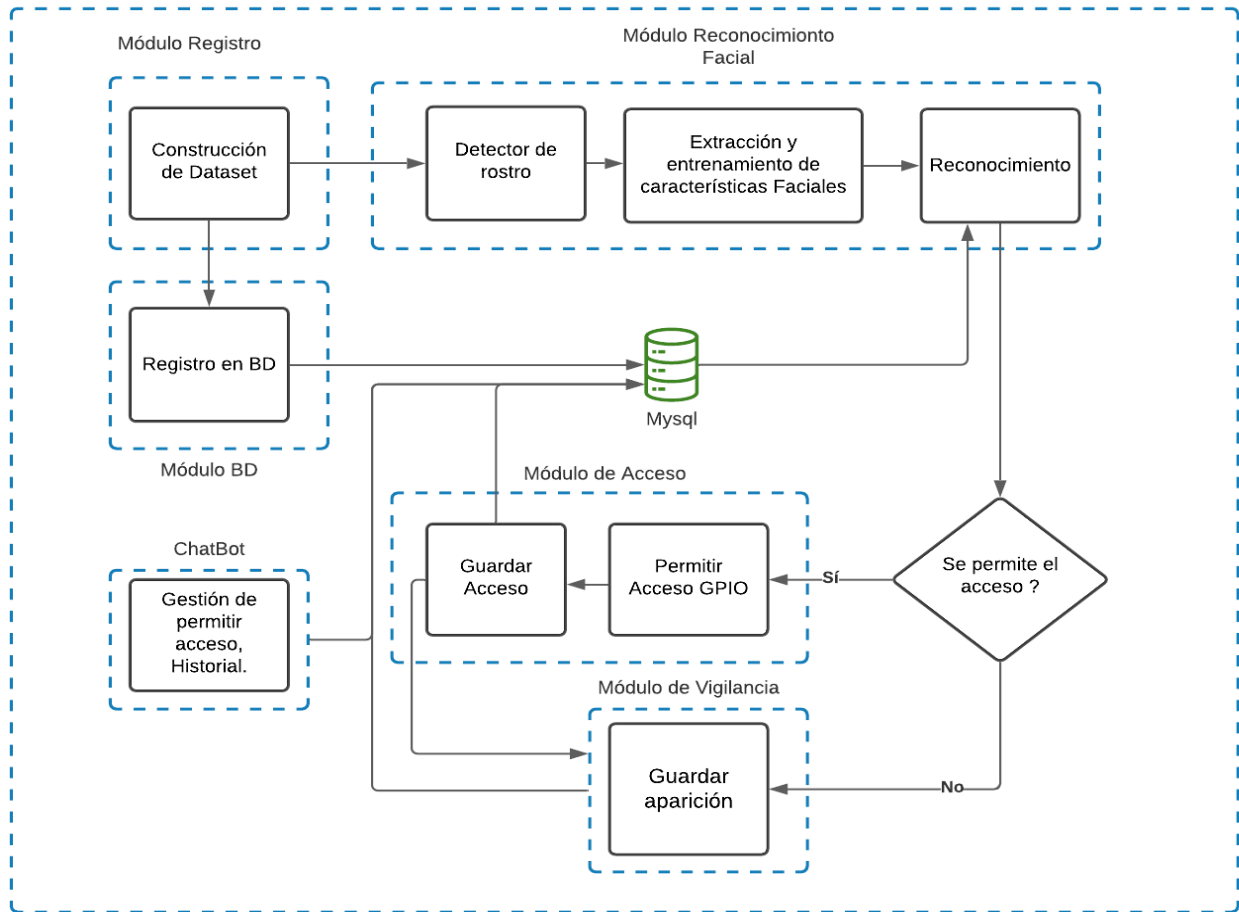 Módulo Registro
Módulo Reconocimionto
Facial
Construcción
de Dataset
Detector de
rostro
Extracción y
entrenamiento de
características Faciales
Reconocimiento
Registro en BD
Módulo BD
Mysql
Módulo de Acceso
Guardar
Acceso
Permitir
Acceso GPIO
Sí
Se permite el
acceso ?
ChatBot
Gestión de
permitir
acceso,
Historial.
Módulo de Vigilancia
Guardar
aparición
No